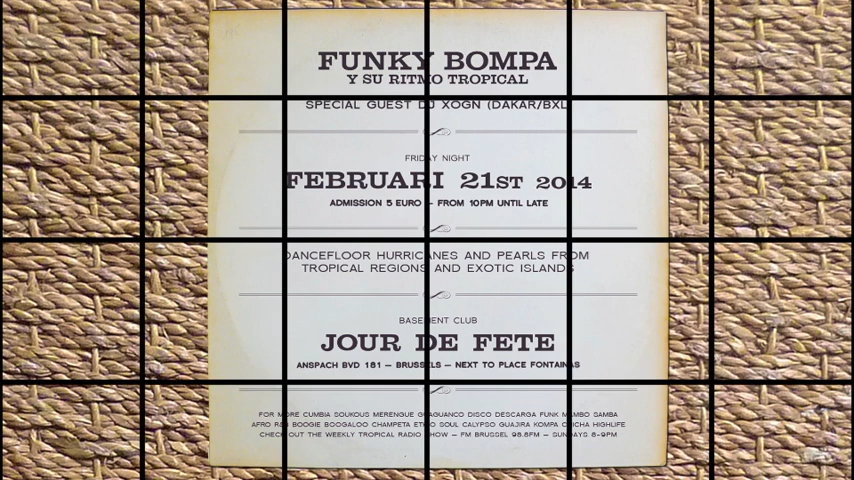 FUNKY BOMPA
Y SU RITMO TROPICAL
SPECIAL GUEST DJ XOGN (DAKAR/BXL
FRIDAY NIGHT
FEBRUARI 21ST 2014
ADMISSION 5 EURO – FROM 10PM UNTIL LATE
DANCEFLOOR HURRICANES AND PEARLS FROM
TROPICAL REGIONS AND EXOTIC ISLANDS
BASEMENT CLUB
JOUR DE FETE
ANSPACH BVD 181 – BRUSSELS – NEXT TO PLACE FONTAINAS
FOR MORE CUMBIA SOUKOUS MERENGUE GUAGUANCO DISCO DESCARGA FUNK MAMBO SAMBA
AFRO R&B BOOGIE BOOGALOO CHAMPETA ETHIO SOUL CALYPSO GUAJIRA KOMPA CHICHA HIGHLIFE
CHECK OUT THE WEEKLY TROPICAL RADIO SHOW – FM BRUSSEL 98.8FM – SUNDAYS 8-9PM